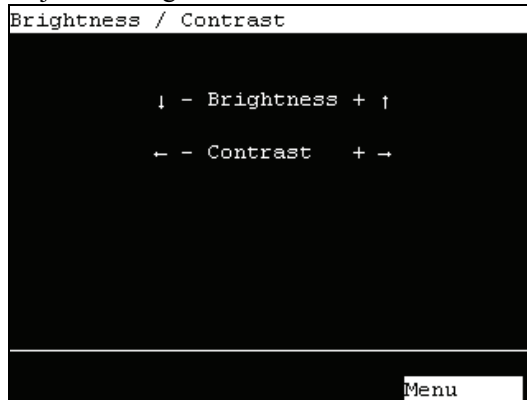 Brightness / Contrast
↓ - Brightness + ↑
← - Contrast + →
Menu